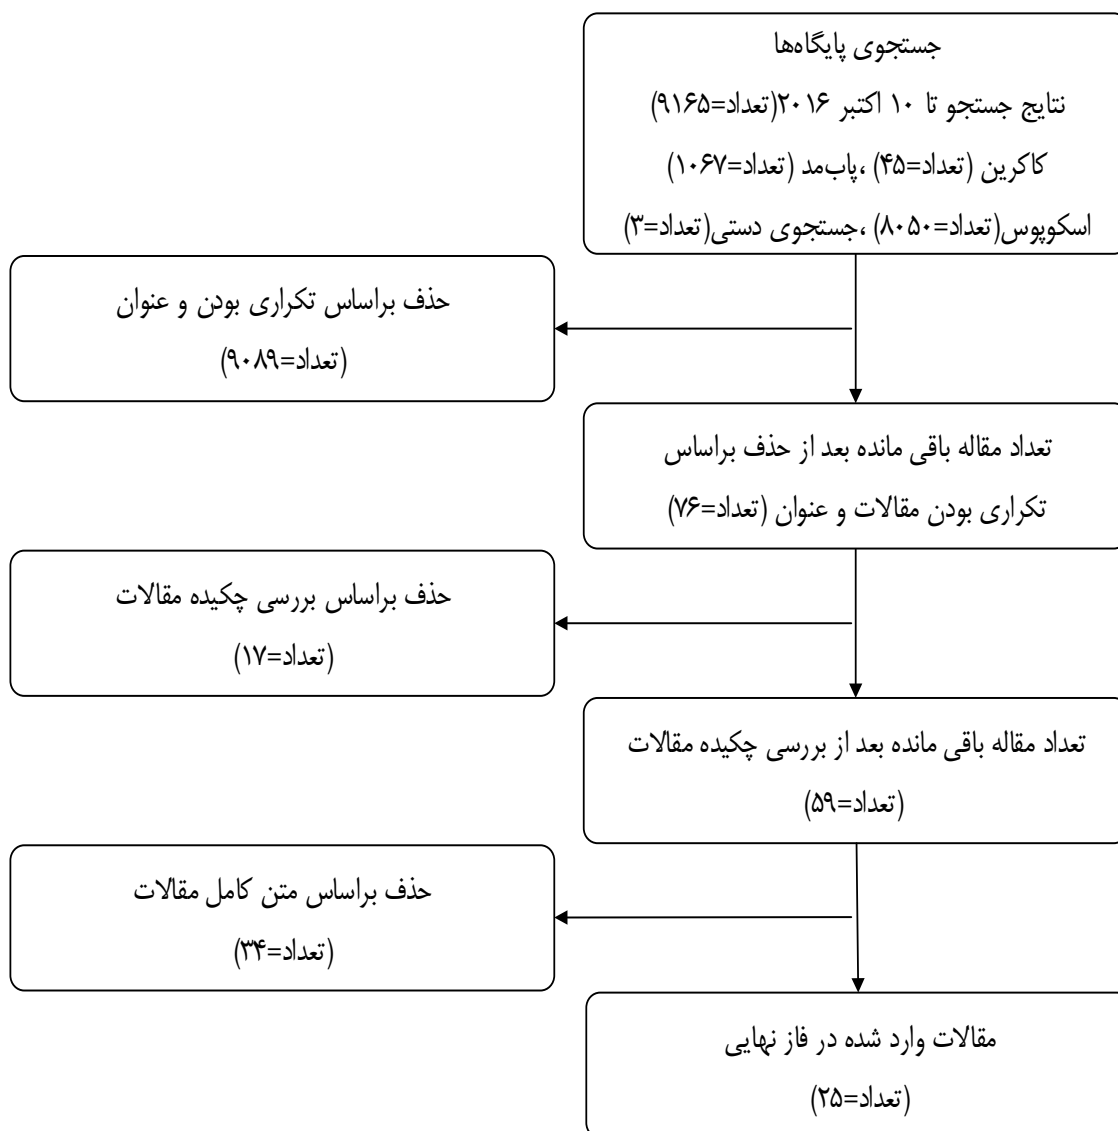 جستجوی پایگاه‌ها
نتایج جستجو تا ۱۰ اکتبر ۲۰۱۶(تعداد=۹۱۶۵)
کاکرین (تعداد=۴۵) ،پاب‌مد (تعداد=۱۰۶۷)
اسکوپوس(تعداد=۸۰۵۰) ،جستجوی دستی(تعداد=۳)
حذف براساس تکراری بودن و عنوان
(تعداد=۹۰۸۹)
تعداد مقاله باقی مانده بعد از حذف براساس
تکراری بودن مقالات و عنوان (تعداد=۷۶)
حذف براساس بررسی چکیده مقالات
(تعداد=۱۷)
تعداد مقاله باقی مانده بعد از بررسی چکیده مقالات
(تعداد=۵۹)
حذف براساس متن کامل مقالات
(تعداد=۳۴)
مقالات وارد شده در فاز نهایی
(تعداد=۲۵)